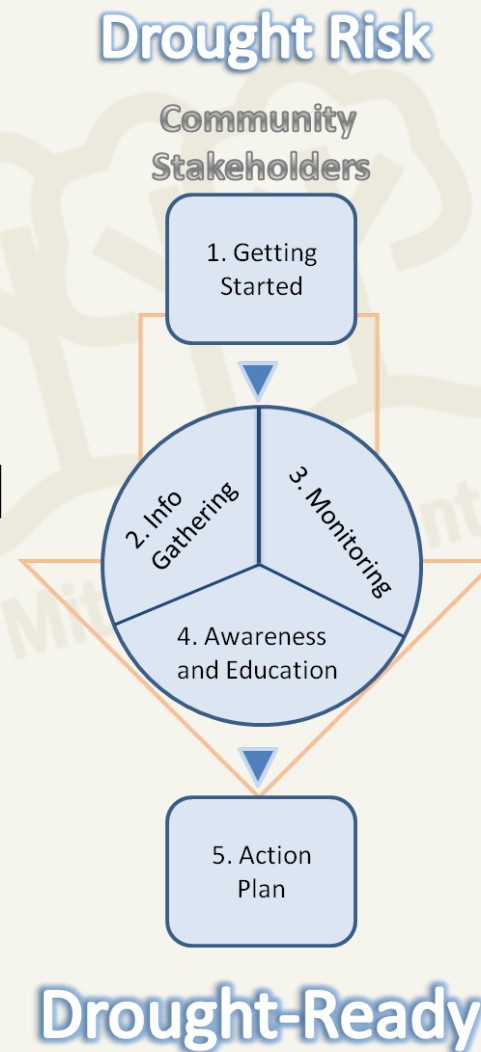 Drought Risk
Community
Stakeholders
1. Getting
Started
2. Info
Gathering
3. Monitoring
4. Awareness
and Education
5. Action
Plan
Drought-Ready